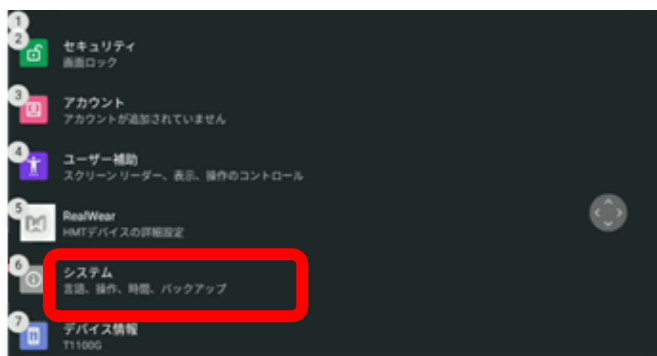 1
2
セキュリティ
画面ロック
3
アカウント
アカウントが追加されていません
4
ユーザー補助
スクリーンリーダー、表示、操作のコントロール
5
RealWear
HMTデバイスの詳細設定
6
システム
言語、操作、時間、バックアップ
7
デバイス情報
T1100G